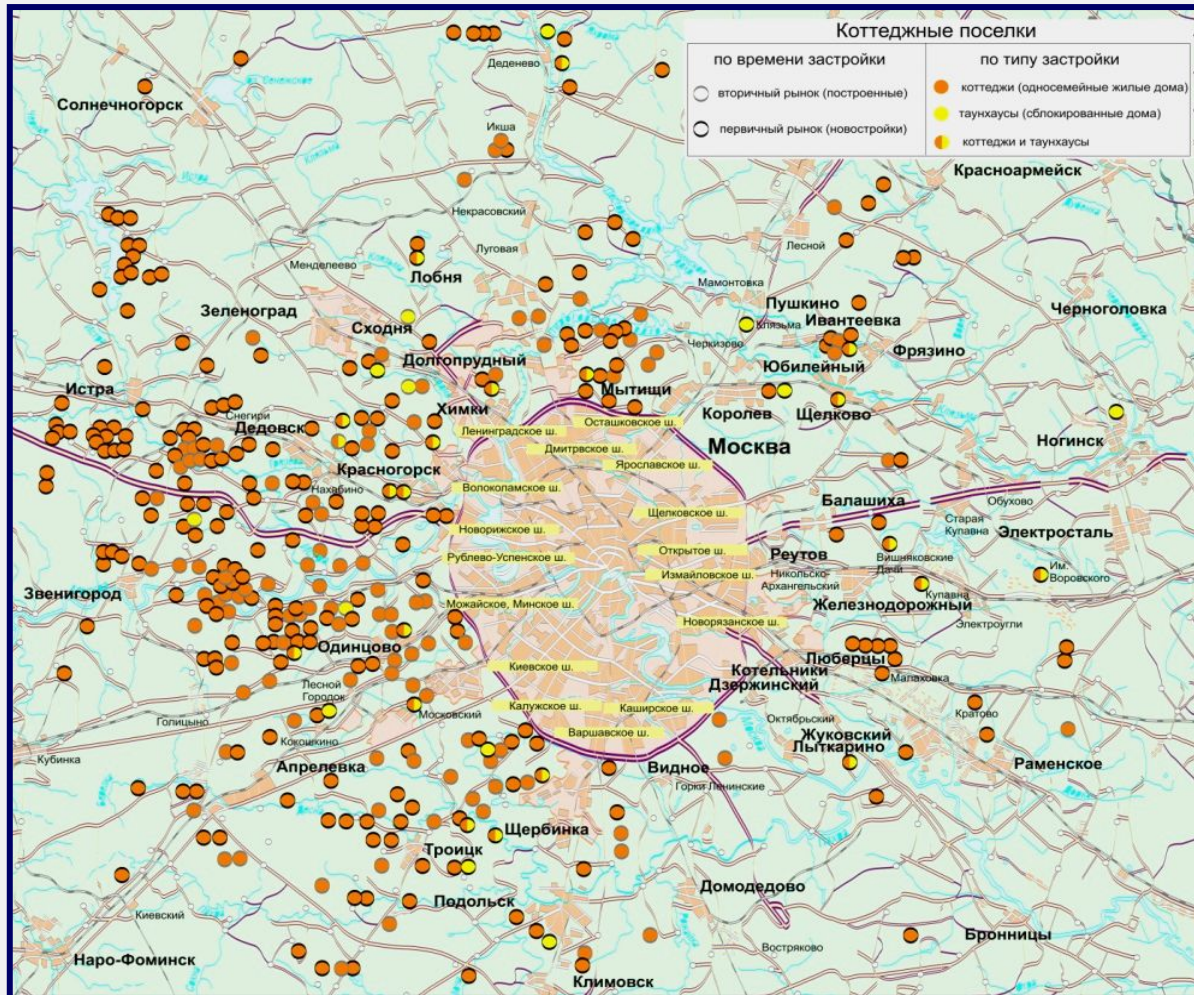 Коттеджные поселки
по времени застройки
по типу застройки
вторичный рынок (построенные)
первичный рынок (новостройки)
коттеджи (односемейные жилые дома)
таунхаусы (сблокированные дома)
коттеджи и таунхаусы
Деденево
Солнечногорск
Икша
Красноармейск
Некрасовский
Луговая
Лесной
Менделеево
Лобня
Мамонтовка
Зеленоград
Пушкино
Черноголовка
Сходня
Клязьма
Ивантеевка
Черкизово
Фрязино
Долгопрудный
Юбилейный
Истра
Мытищи
Снегири
Химки
Королев
Щелково
Дедовск
Осташковское ш.
Ленинградское ш.
Москва
Ногинск
Дмитрвское ш.
Красногорск
Ярославское ш.
Нахабино
Волоколамское ш.
Балашиха
Обухово
Щелковское ш.
Старая
Купавна
Новорижское ш.
Электросталь
Рублево-Успенское ш.
Открытое ш.
Реутов
Вишняковские
Дачи
Измайловское ш.
Никольско-
Архангельский
Им.
Воровского
Звенигород
Купавна
Можайское, Минское ш.
Железнодорожный
Новорязанское ш.
Электроугли
Одинцово
Люберцы
Киевское ш.
Котельники
Малаховка
Лесной
Городок
Дзержинский
Голицыно
Московский
Калужское ш.
Каширское ш.
Октябрьский
Кратово
Варшавское ш.
Жуковский
Кокошкино
Лыткарино
Кубинка
Апрелевка
Видное
Раменское
Горки Ленинские
Щербинка
Троицк
Домодедово
Подольск
Киевский
Бронницы
Востряково
Наро-Фоминск
Климовск